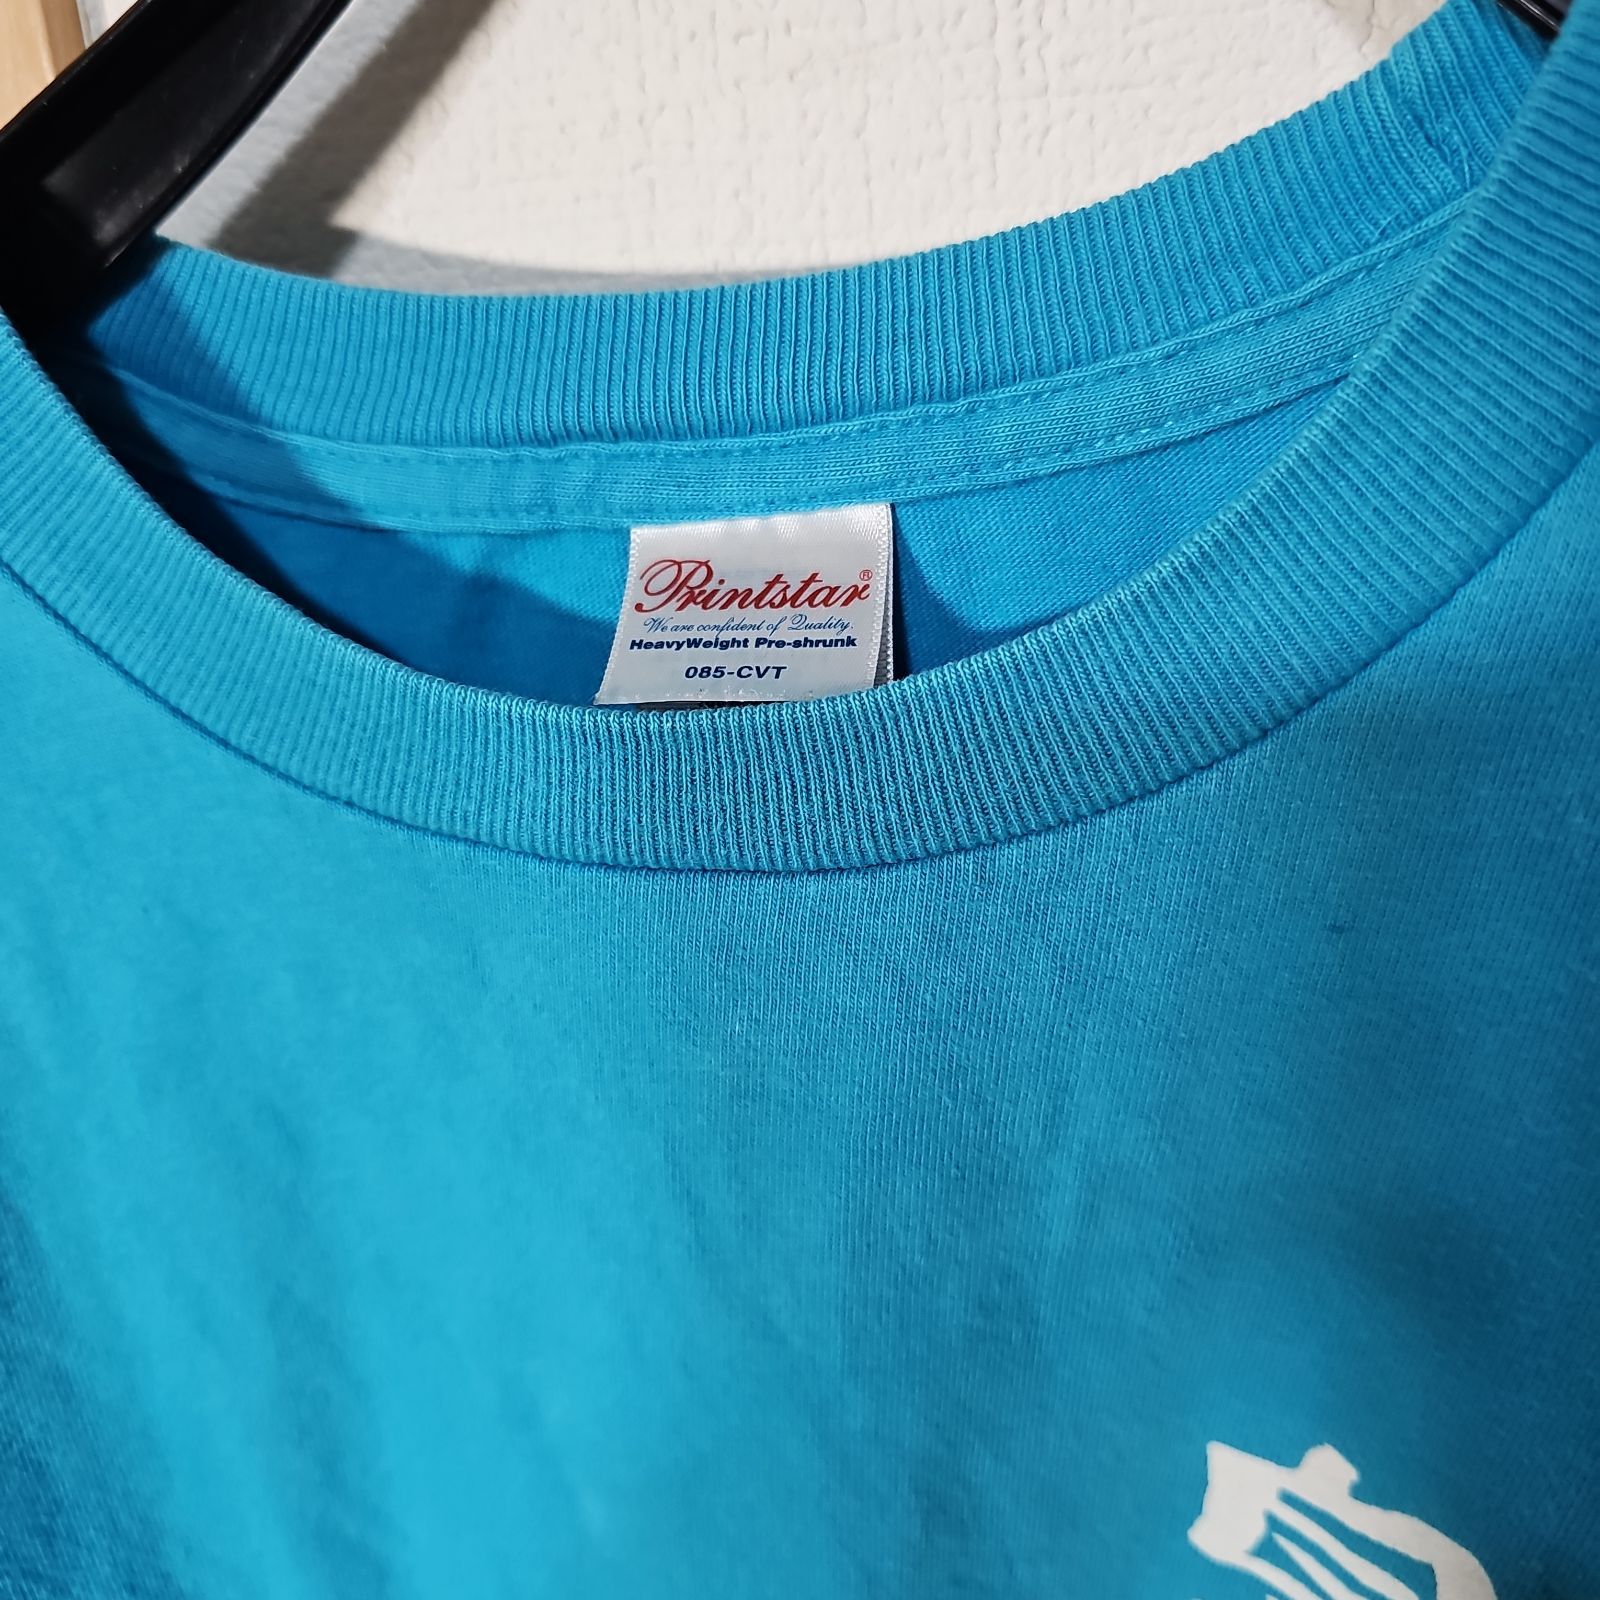 Printstar®
We are confident of Quality.
HeavyWeight Pre-shrunk
085-CVT